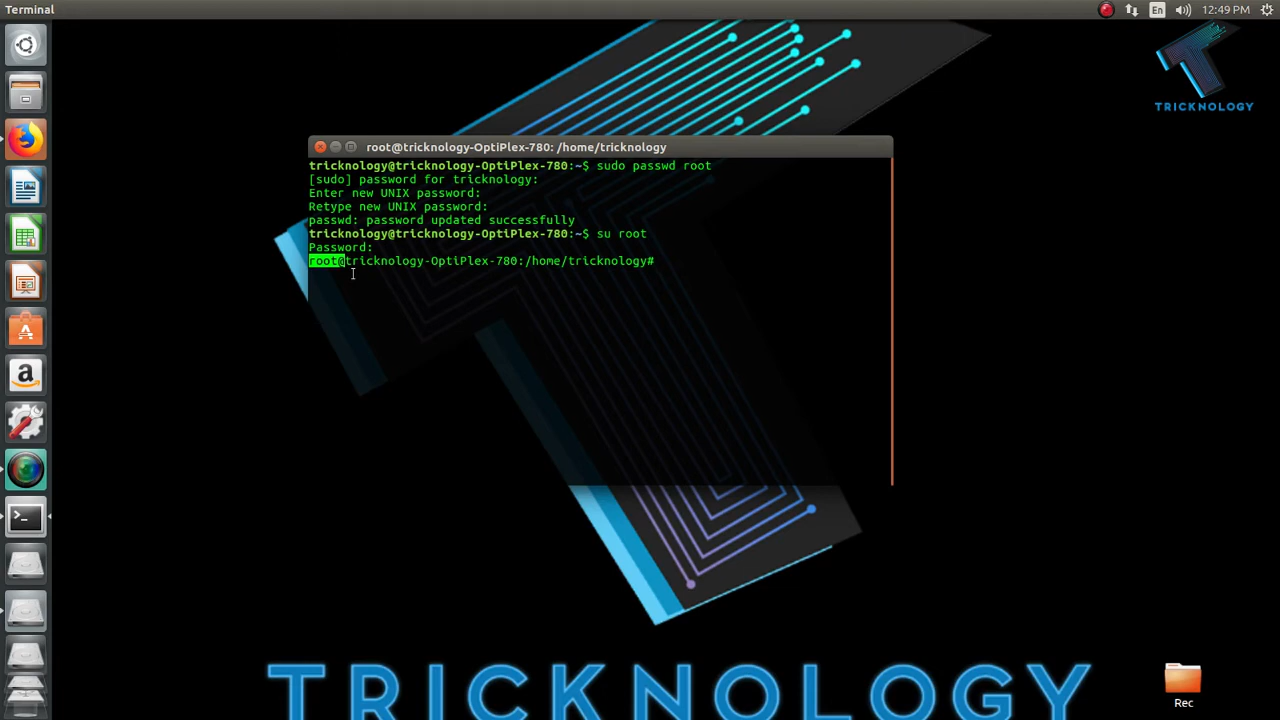 Terminal
En
12:49 PM
TRICKNOLOGY
root@tricknology-OptiPlex-780: /home/tricknology
tricknology@tricknology-OptiPlex-780:~$ sudo passwd root
[sudo] password for tricknology:
Enter new UNIX password:
Retype new UNIX password:
passwd: password updated successfully
tricknology@tricknology-OptiPlex-780:~$ su root
Password:
root@tricknology-OptiPlex-780:/home/tricknology#
TRICKNOLOGY
Rec